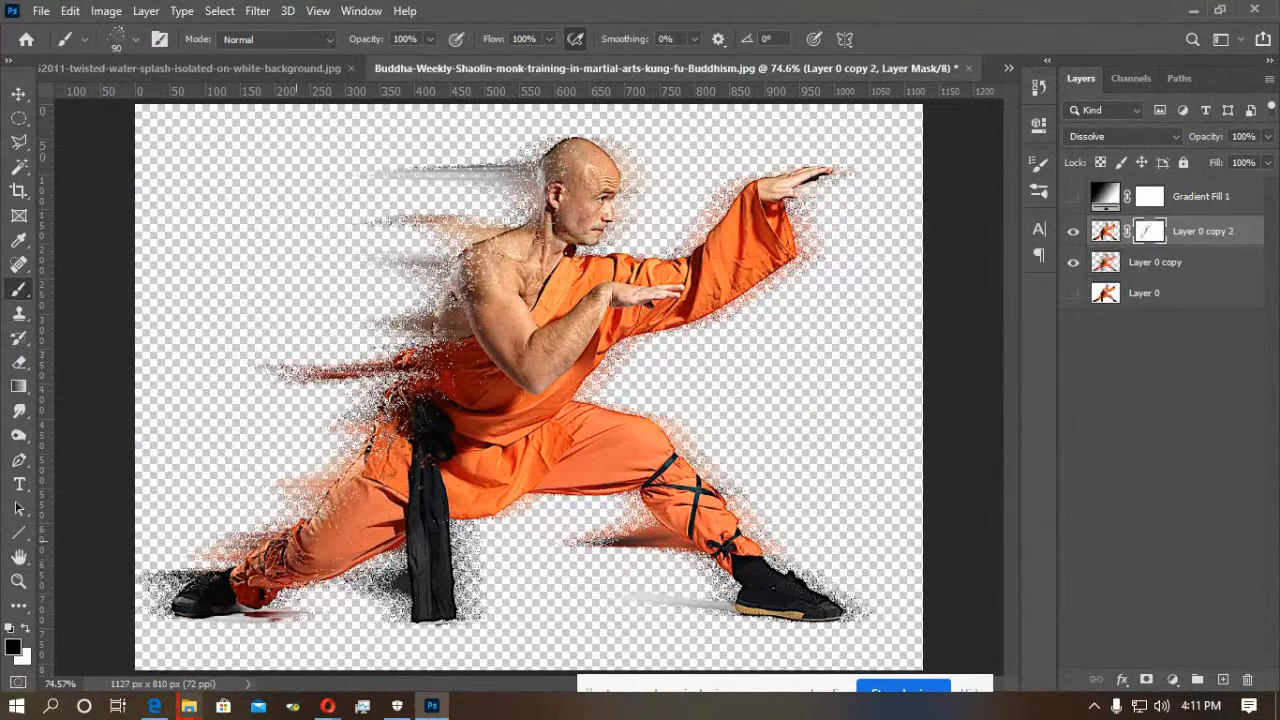 Ps File Edit Image Layer Type Select Filter 3D View Window Help
90 Mode: Normal Opacity: 100% Flow: 100% Smoothing: 0% 0°
52011-twisted-water-splash-isolated-on-white-background.jpg × Buddha-Weekly-Shaolin-monk-training-in-martial-arts-kung-fu-Buddhism.jpg @ 74.6% (Layer 0 copy 2, Layer Mask/8) * ×
100 50 0 50 100 150 200 250 300 350 400 450 500 550 600 650 700 750 800 850 900 950 1000 1050 1100 1150 1200
Layers Channels Paths
Kind
Dissolve Opacity: 100%
Lock: Fill: 100%
Gradient Fill 1
Layer 0 copy 2
Layer 0 copy
Layer 0
74.57% 1127 px x 810 px (72 ppi)
4:11 PM